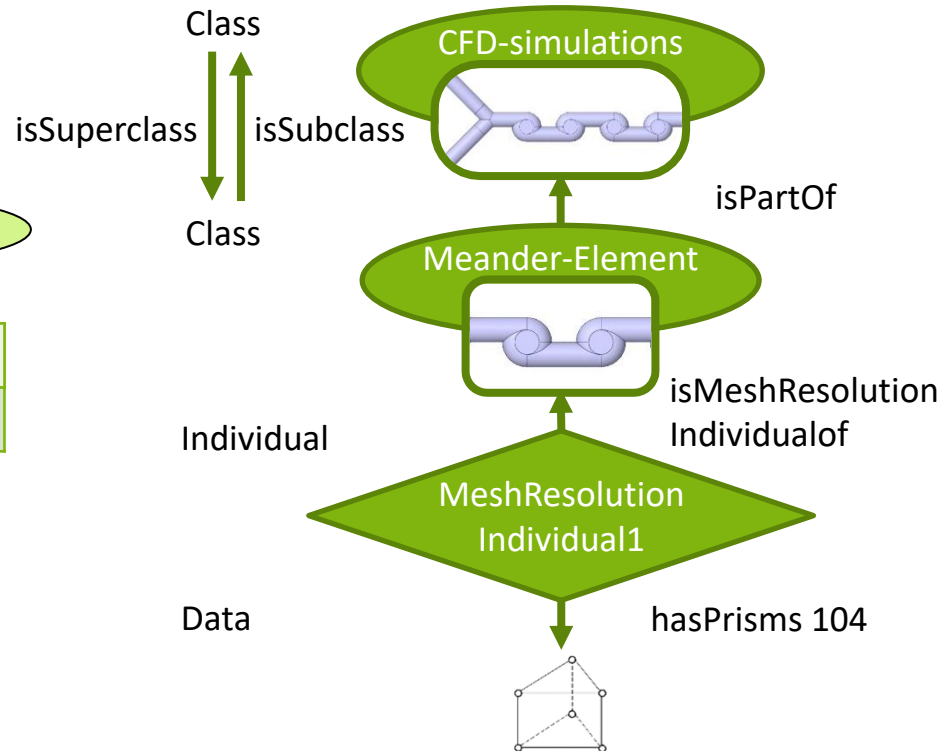 Class
CFD-simulations
isSuperclass
isSubclass
isPartOf
Class
Meander-Element
isMeshResolution
Individualof
Individual
MeshResolution
Individual1
Data
hasPrisms 104